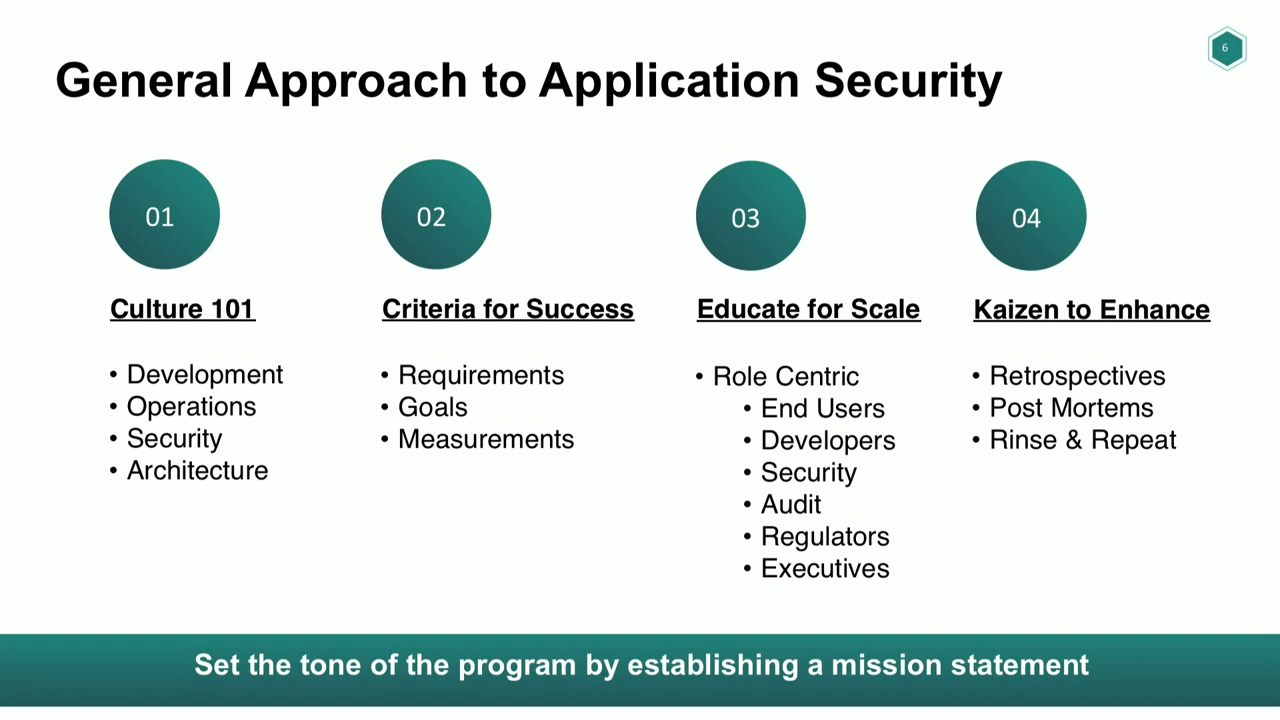 6
General Approach to Application Security
01
Culture 101
• Development
• Operations
• Security
• Architecture
02
Criteria for Success
• Requirements
• Goals
• Measurements
03
Educate for Scale
• Role Centric
• End Users
• Developers
• Security
• Audit
• Regulators
• Executives
04
Kaizen to Enhance
• Retrospectives
• Post Mortems
• Rinse & Repeat
Set the tone of the program by establishing a mission statement